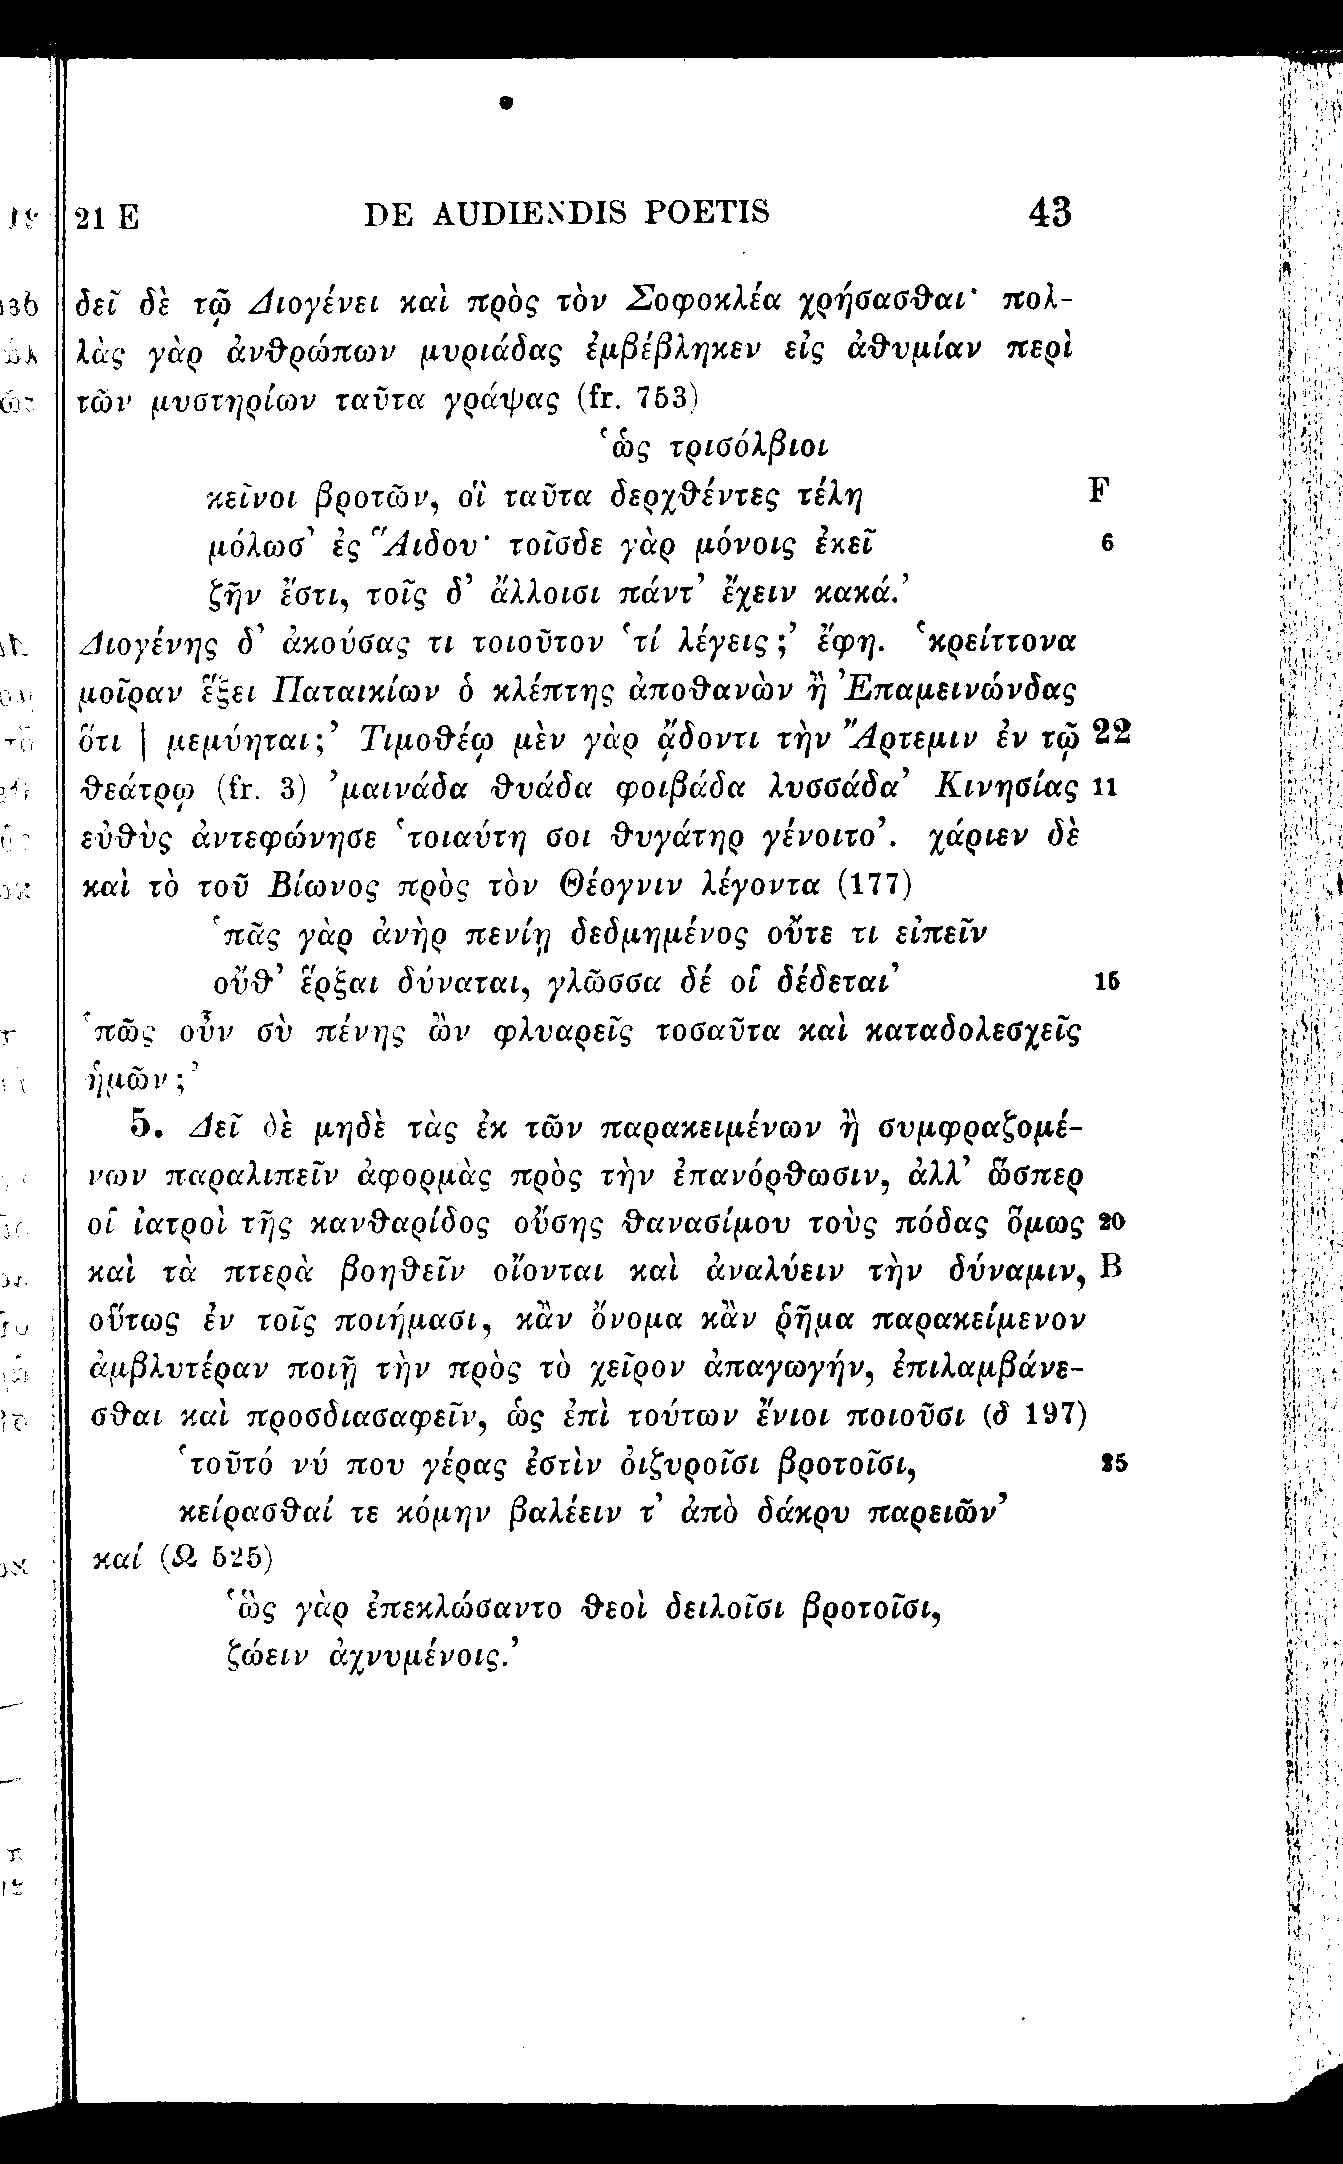 21 E DE AUDIENDIS POETIS 43
δεῖ δὲ τῷ Διογένει καὶ πρὸς τὸν Σοφοκλέα χρήσασθαι· πολ-
λὰς γὰρ ἀνθρώπων μυριάδας ἐμβέβληκεν εἰς ἀθυμίαν περὶ
τῶν μυστηρίων ταῦτα γράψας (fr. 753)
‘ὡς τρισόλβιοι
κεῖνοι βροτῶν, οἳ ταῦτα δερχθέντες τέλη F
μόλωσ’ ἐς Ἅιδου· τοῖσδε γὰρ μόνοις ἐκεῖ 6
ζῆν ἔστι, τοῖς δ’ ἄλλοισι πάντ’ ἔχειν κακά.’
Διογένης δ’ ἀκούσας τι τοιοῦτον ‘τί λέγεις;’ ἔφη. ‘κρείττονα
μοῖραν ἕξει Παταικίων ὁ κλέπτης ἀποθανὼν ἢ Ἐπαμεινώνδας
ὅτι | μεμύηται;’ Τιμοθέῳ μὲν γὰρ ᾄδοντι τὴν Ἄρτεμιν ἐν τῷ 22
θεάτρῳ (fr. 3) ’μαινάδα θυάδα φοιβάδα λυσσάδα’ Κινησίας 11
εὐθὺς ἀντεφώνησε ‘τοιαύτη σοι θυγάτηρ γένοιτο’. χάριεν δὲ
καὶ τὸ τοῦ Βίωνος πρὸς τὸν Θέογνιν λέγοντα (177)
‘πᾶς γὰρ ἀνὴρ πενίῃ δεδμημένος οὔτε τι εἰπεῖν
οὔθ’ ἕρξαι δύναται, γλῶσσα δέ οἱ δέδεται’ 15
‘πῶς οὖν σὺ πένης ὢν φλυαρεῖς τοσαῦτα καὶ καταδολεσχεῖς
ἡμῶν;’
5. Δεῖ δὲ μηδὲ τὰς ἐκ τῶν παρακειμένων ἢ συμφραζομέ-
νων παραλιπεῖν ἀφορμὰς πρὸς τὴν ἐπανόρθωσιν, ἀλλ’ ὥσπερ
οἱ ἰατροὶ τῆς κανθαρίδος οὔσης θανασίμου τοὺς πόδας ὅμως 20
καὶ τὰ πτερὰ βοηθεῖν οἴονται καὶ ἀναλύειν τὴν δύναμιν, B
οὕτως ἐν τοῖς ποιήμασι, κἂν ὄνομα κἂν ῥῆμα παρακείμενον
ἀμβλυτέραν ποιῇ τὴν πρὸς τὸ χεῖρον ἀπαγωγήν, ἐπιλαμβάνε-
σθαι καὶ προσδιασαφεῖν, ὡς ἐπὶ τούτων ἔνιοι ποιοῦσι (δ 197)
‘τοῦτό νύ που γέρας ἐστὶν ὀιζυροῖσι βροτοῖσι, 25
κείρασθαί τε κόμην βαλέειν τ’ ἀπὸ δάκρυ παρειῶν’
καί (Ω 525)
‘ὣς γὰρ ἐπεκλώσαντο θεοὶ δειλοῖσι βροτοῖσι,
ζώειν ἀχνυμένοις.’